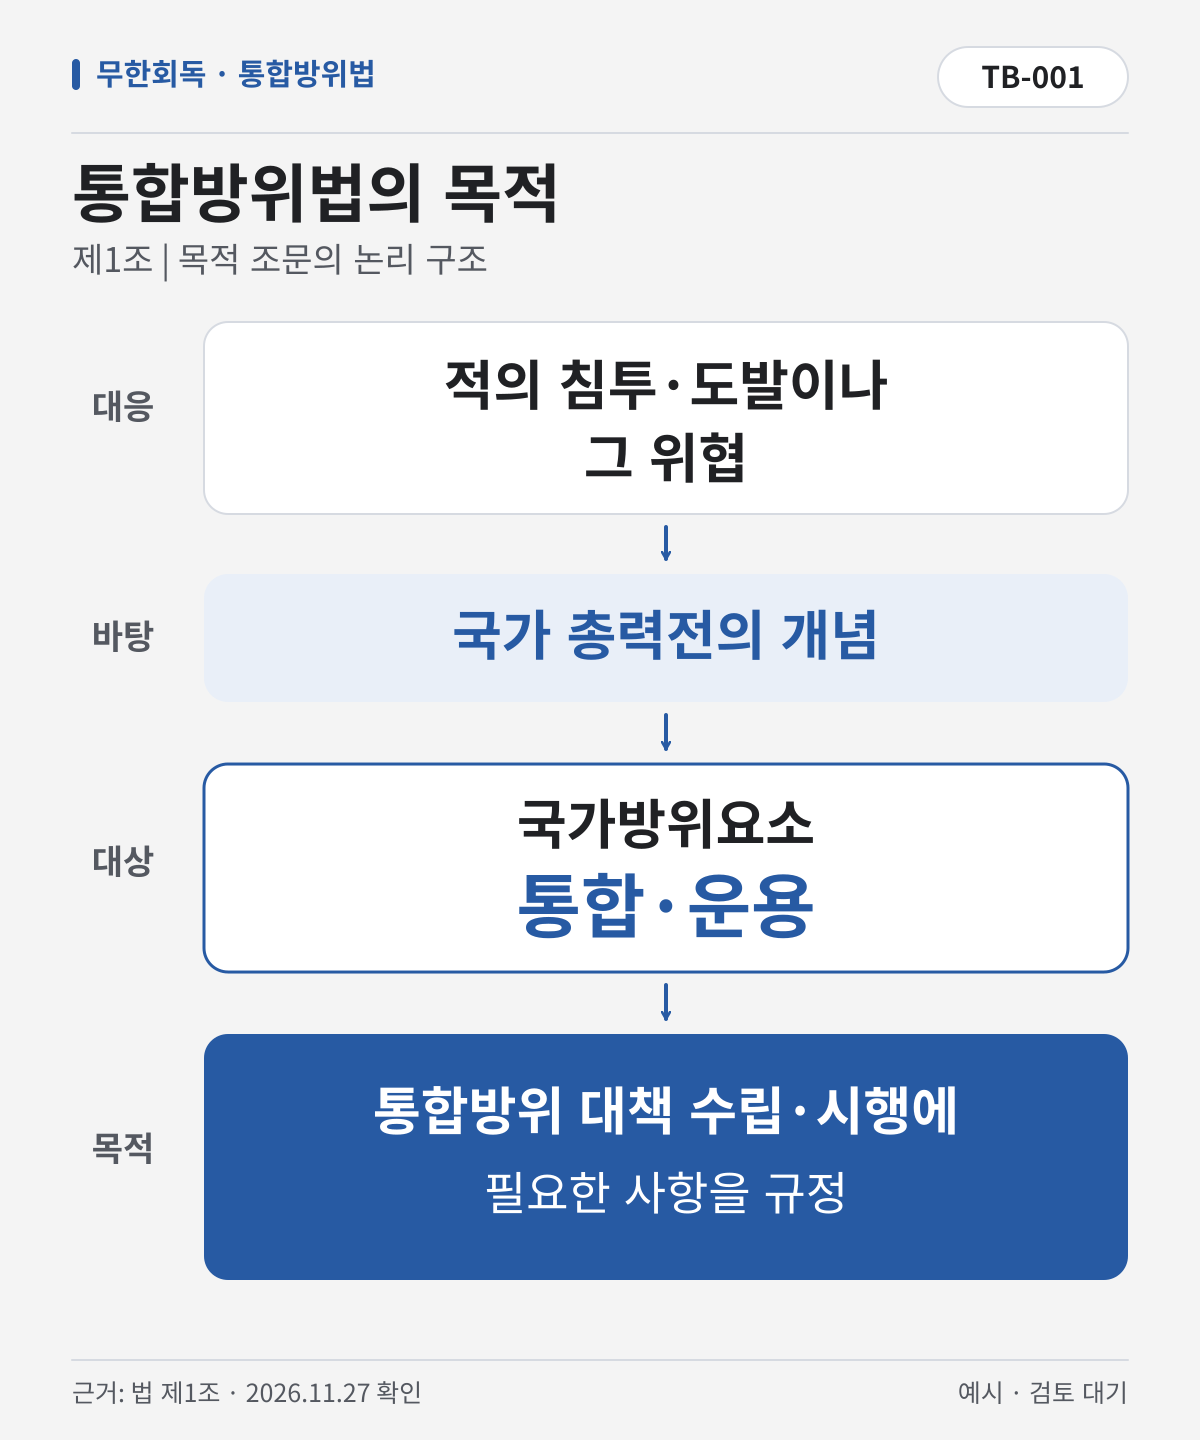 무한회독 · 통합방위법
TB-001
통합방위법의 목적
제1조 | 목적 조문의 논리 구조
대응
적의 침투·도발이나
그 위협
바탕
국가 총력전의 개념
대상
국가방위요소
통합·운용
목적
통합방위 대책 수립·시행에
필요한 사항을 규정
근거: 법 제1조 · 2026.11.27 확인
예시 · 검토 대기